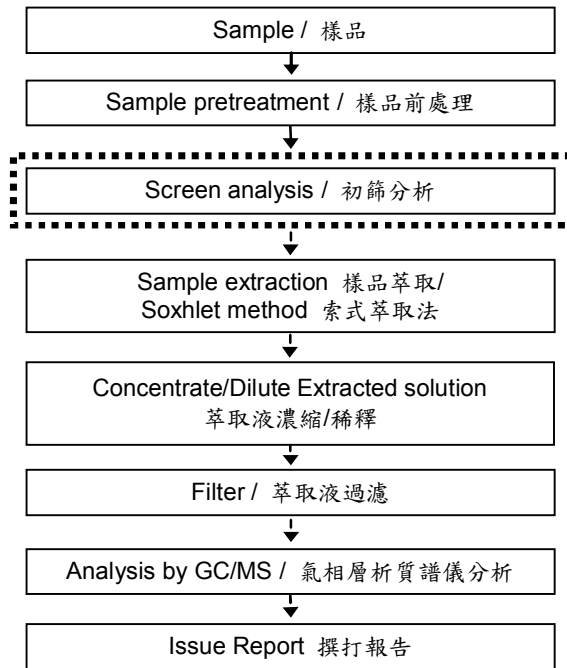 Sample / 樣品
Sample pretreatment / 樣品前處理
Screen analysis / 初篩分析
Sample extraction 樣品萃取/
Soxhlet method 索式萃取法
Concentrate/Dilute Extracted solution
萃取液濃縮/稀釋
Filter / 萃取液過濾
Analysis by GC/MS / 氣相層析質譜儀分析
Issue Report 撰打報告